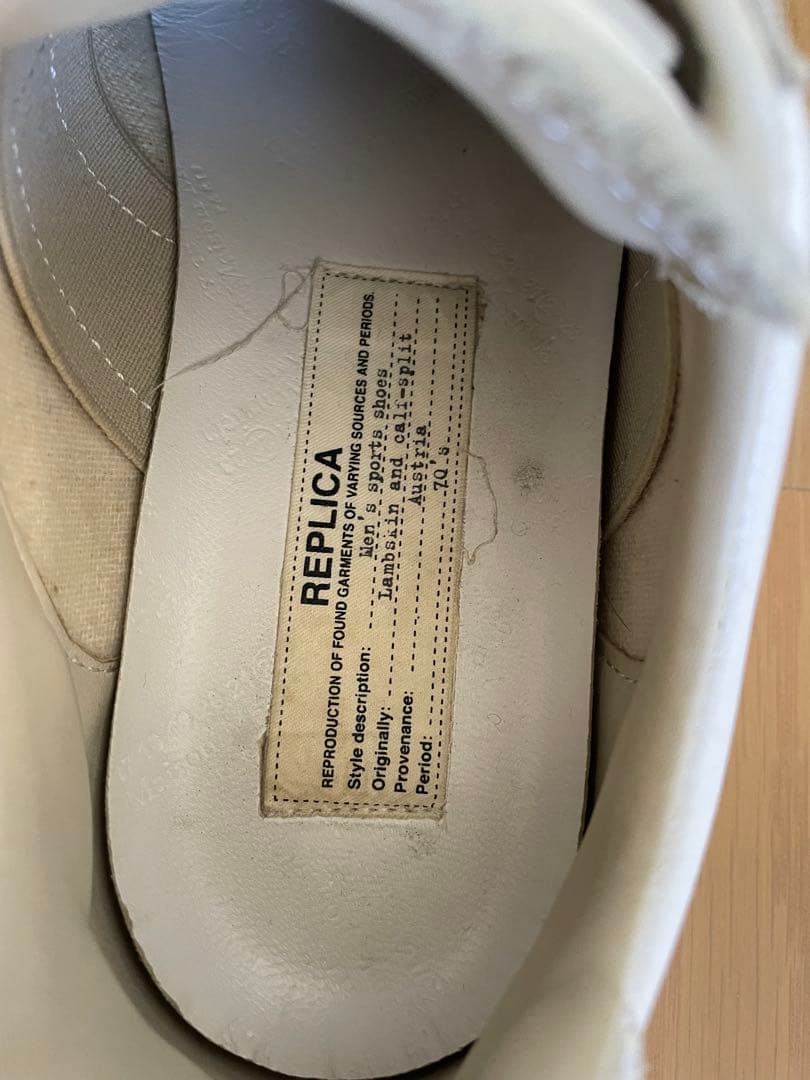 REPLICA
REPRODUCTION OF FOUND GARMENTS OF VARYING SOURCES AND PERIODS.
Style description: Men's sports shoes
Originally: Lambskin and calf-split
Provenance: Austria
Period: 70's